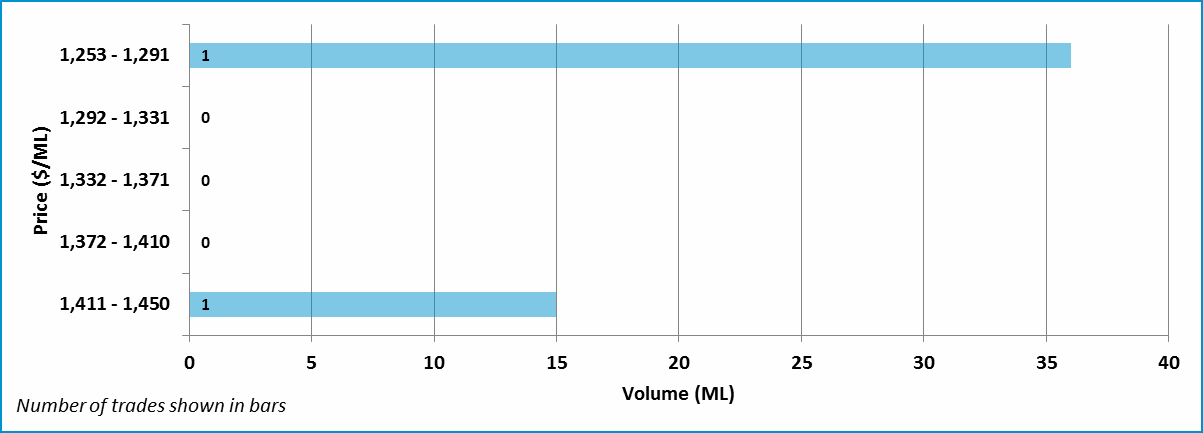 Price ($/ML)
1,253 - 1,291 1
1,292 - 1,331 0
1,332 - 1,371 0
1,372 - 1,410 0
1,411 - 1,450 1
0 5 10 15 20 25 30 35 40
Volume (ML)
Number of trades shown in bars